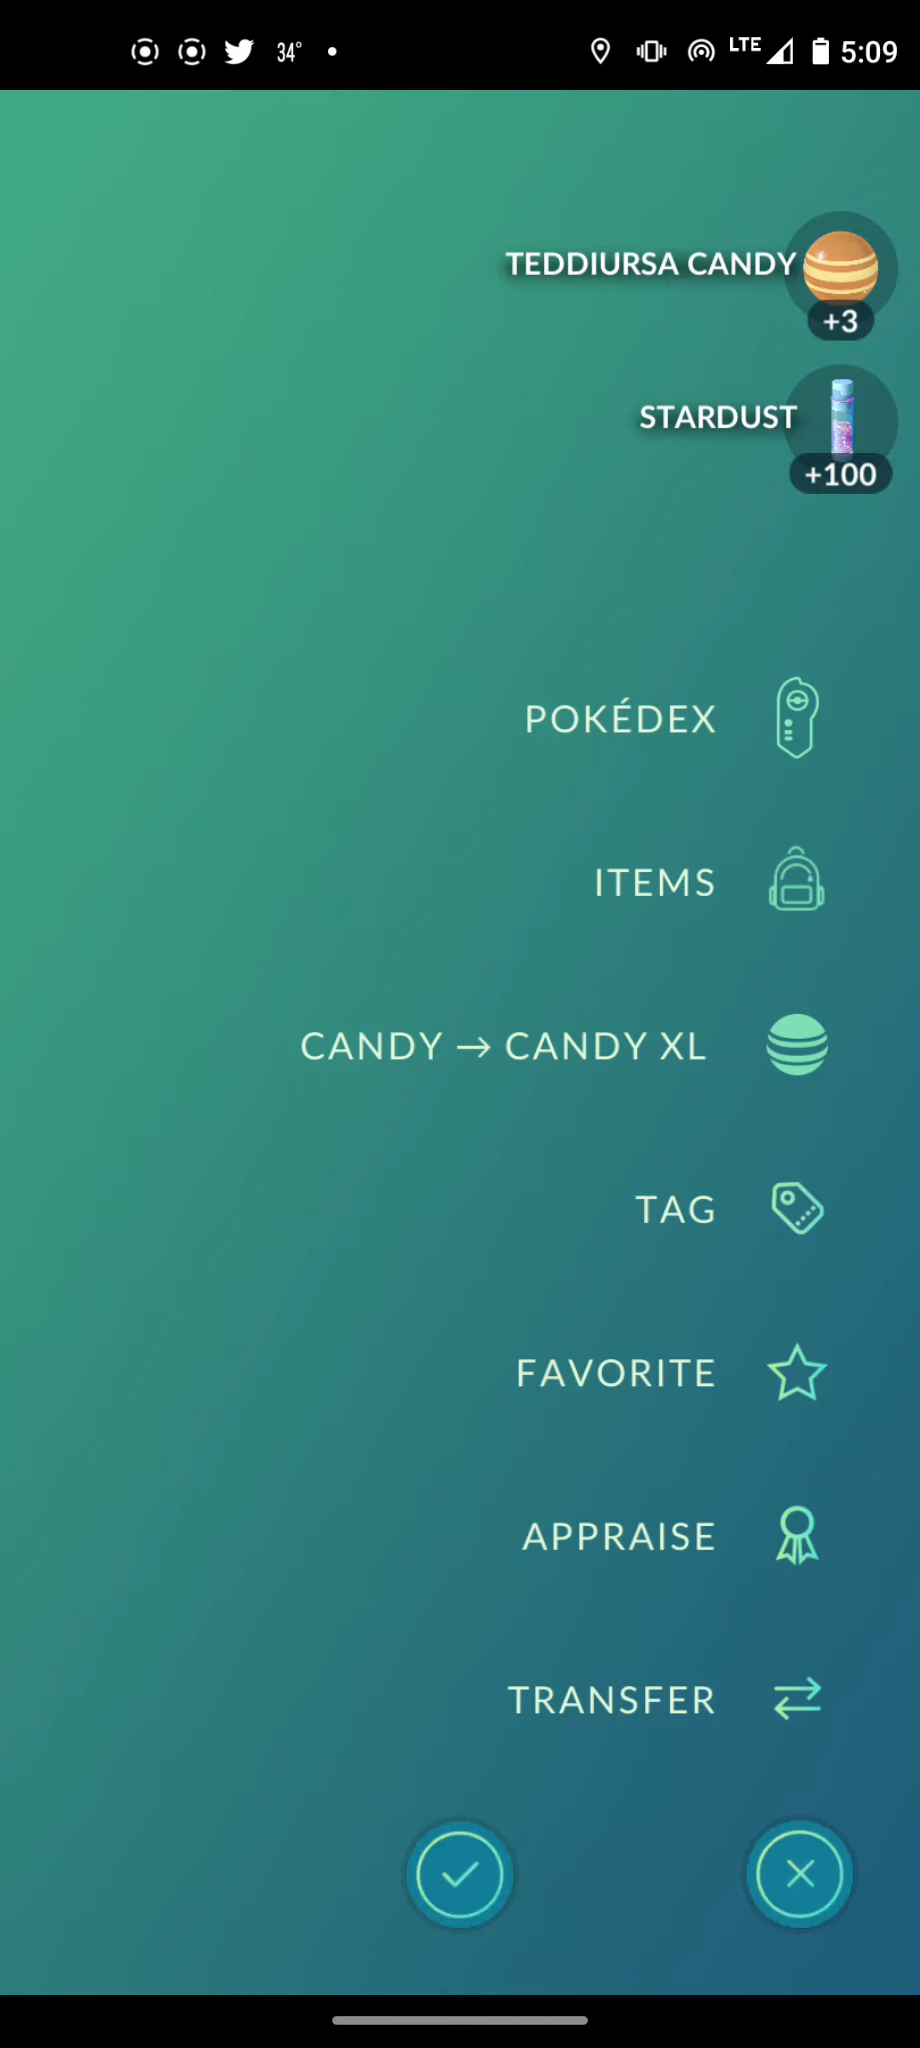 34°
LTE
5:09
TEDDIURSA CANDY
+3
STARDUST
+100
POKÉDEX
ITEMS
CANDY → CANDY XL
TAG
FAVORITE
APPRAISE
TRANSFER